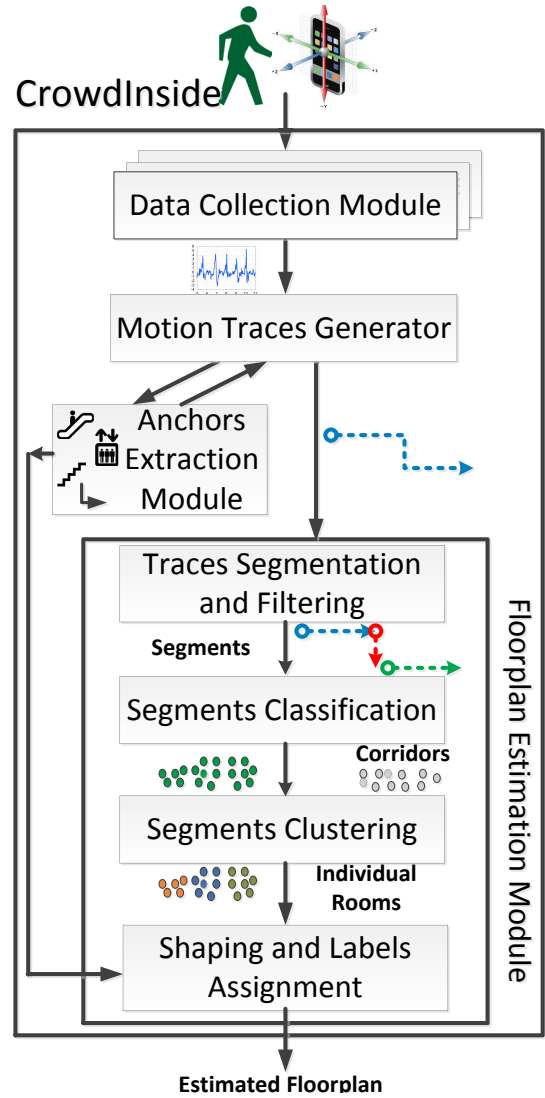 CrowdInside
Data Collection Module
Motion Traces Generator
Anchors
Extraction
Module
Traces Segmentation
and Filtering
Segments
Segments Classification
Corridors
Segments Clustering
Individual
Rooms
Shaping and Labels
Assignment
Floorplan Estimation Module
Estimated Floorplan